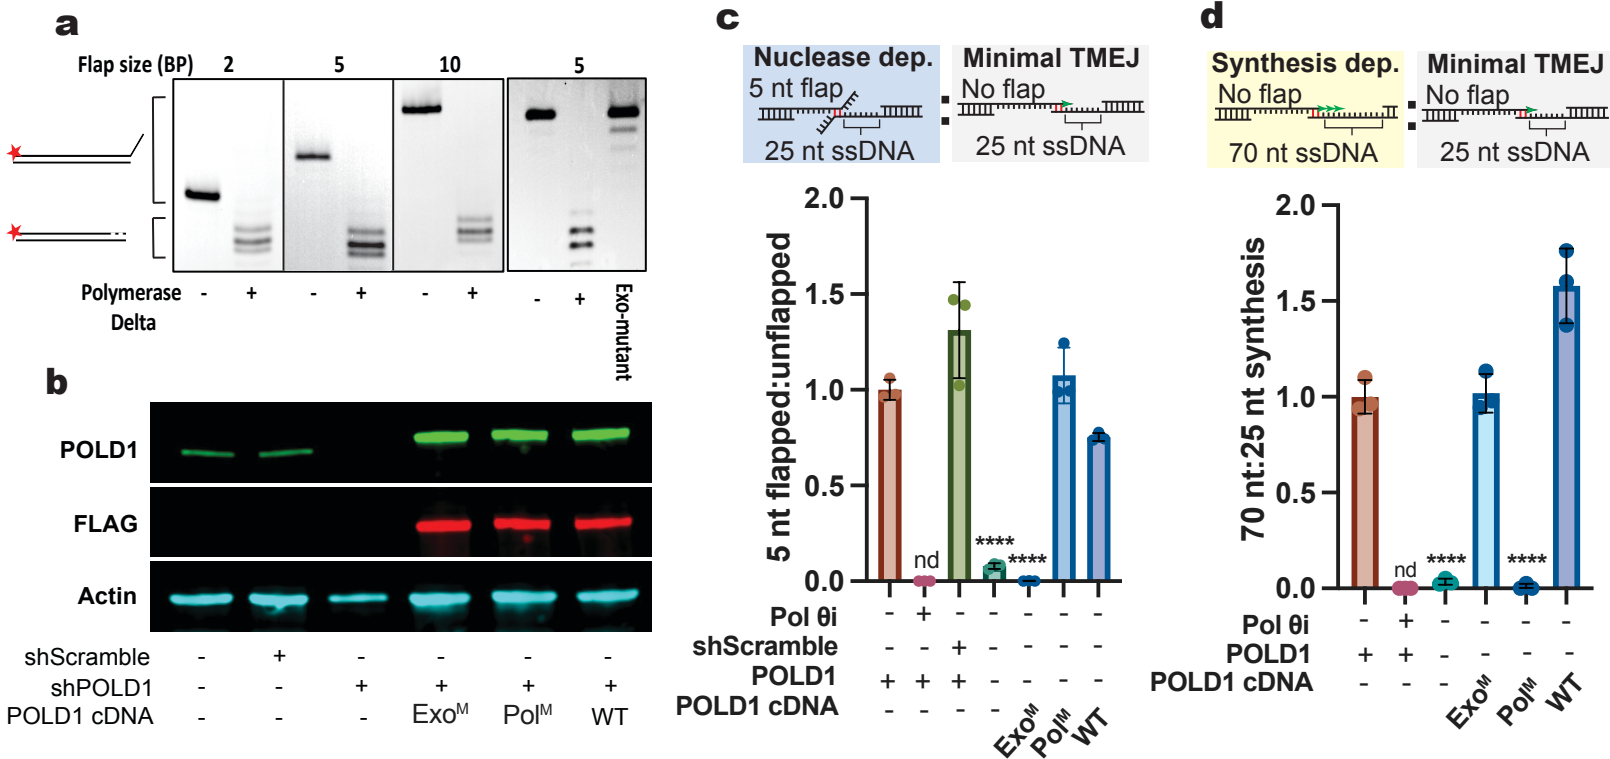 a
Flap size (BP) 2 5 10 5
Polymerase Delta - + - + - + - + Exo-mutant
b
POLD1
FLAG
Actin
shScramble - + - - - -
shPOLD1 - - + + + +
POLD1 cDNA - - - ExoM PolM WT
c
Nuclease dep. Minimal TMEJ
5 nt flap No flap
:
25 nt ssDNA 25 nt ssDNA
5 nt flapped:unflapped
2.0
1.5
1.0
0.5
0.0
nd **** ****
Pol θi - + - - - - -
shScramble - - + - - - -
POLD1 + + + - - - -
POLD1 cDNA - - - - ExoM PolM WT
d
Synthesis dep. Minimal TMEJ
No flap No flap
:
70 nt ssDNA 25 nt ssDNA
70 nt:25 nt synthesis
2.0
1.5
1.0
0.5
0.0
nd **** ****
Pol θi - + - - - -
POLD1 + + - - - -
POLD1 cDNA - - - ExoM PolM WT